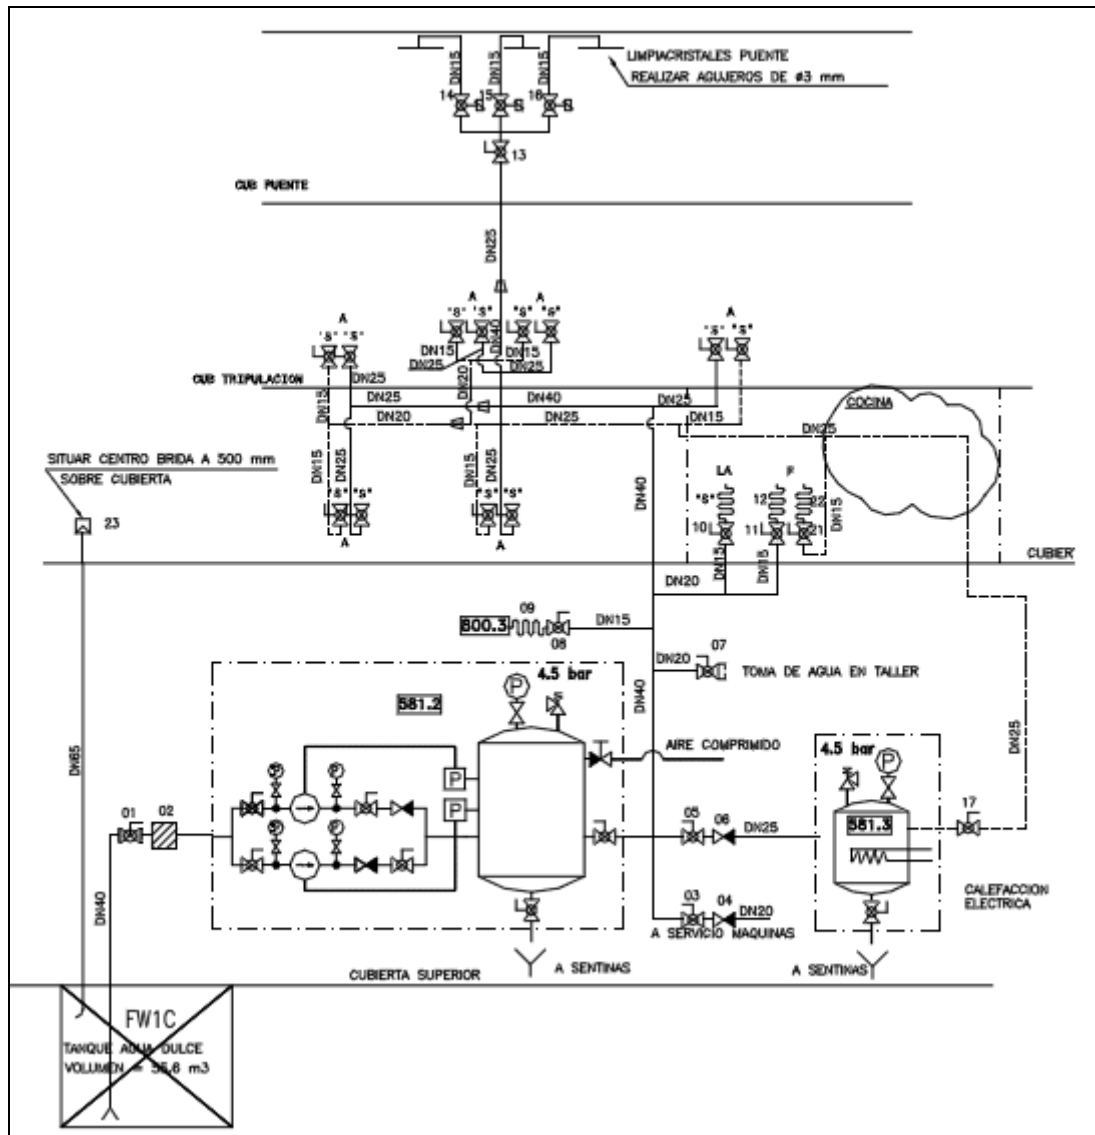 LIMPIACRISTALES PUENTE
REALIZAR AGUJEROS DE ø3 mm
DN15
DN15
DN15
14
15
16
13
CUB PUENTE
DN25
A
A
A
A
"S"
"S"
"S"
"S"
"S"
"S"
"S"
"S"
DN40
DN15
DN15
DN25
DN20
DN25
CUB TRIPULACION
DN15
DN25
DN40
DN25
DN20
DN25
DN15
COCINA
DN25
SITUAR CENTRO BRIDA A 500 mm
SOBRE CUBIERTA
23
DN15
DN25
DN15
DN25
"S"
"S"
"S"
"S"
A
A
DN40
LA
F
"S"
12
22
DN15
10
11
21
DN15
DN15
CUBIER
DN20
09
800.3
DN15
08
07
DN20
TOMA DE AGUA EN TALLER
DN40
4.5 bar
P
581.2
AIRE COMPRIMIDO
DN65
DN25
P
P
4.5 bar
P
01
02
05
06
DN25
581.3
17
CALEFACCION
ELECTRICA
DN40
03
04
DN20
A SERVICIO MAQUINAS
A SENTINAS
A SENTINAS
CUBIERTA SUPERIOR
FW1C
TANQUE AGUA DULCE
VOLUMEN = 55,6 m3